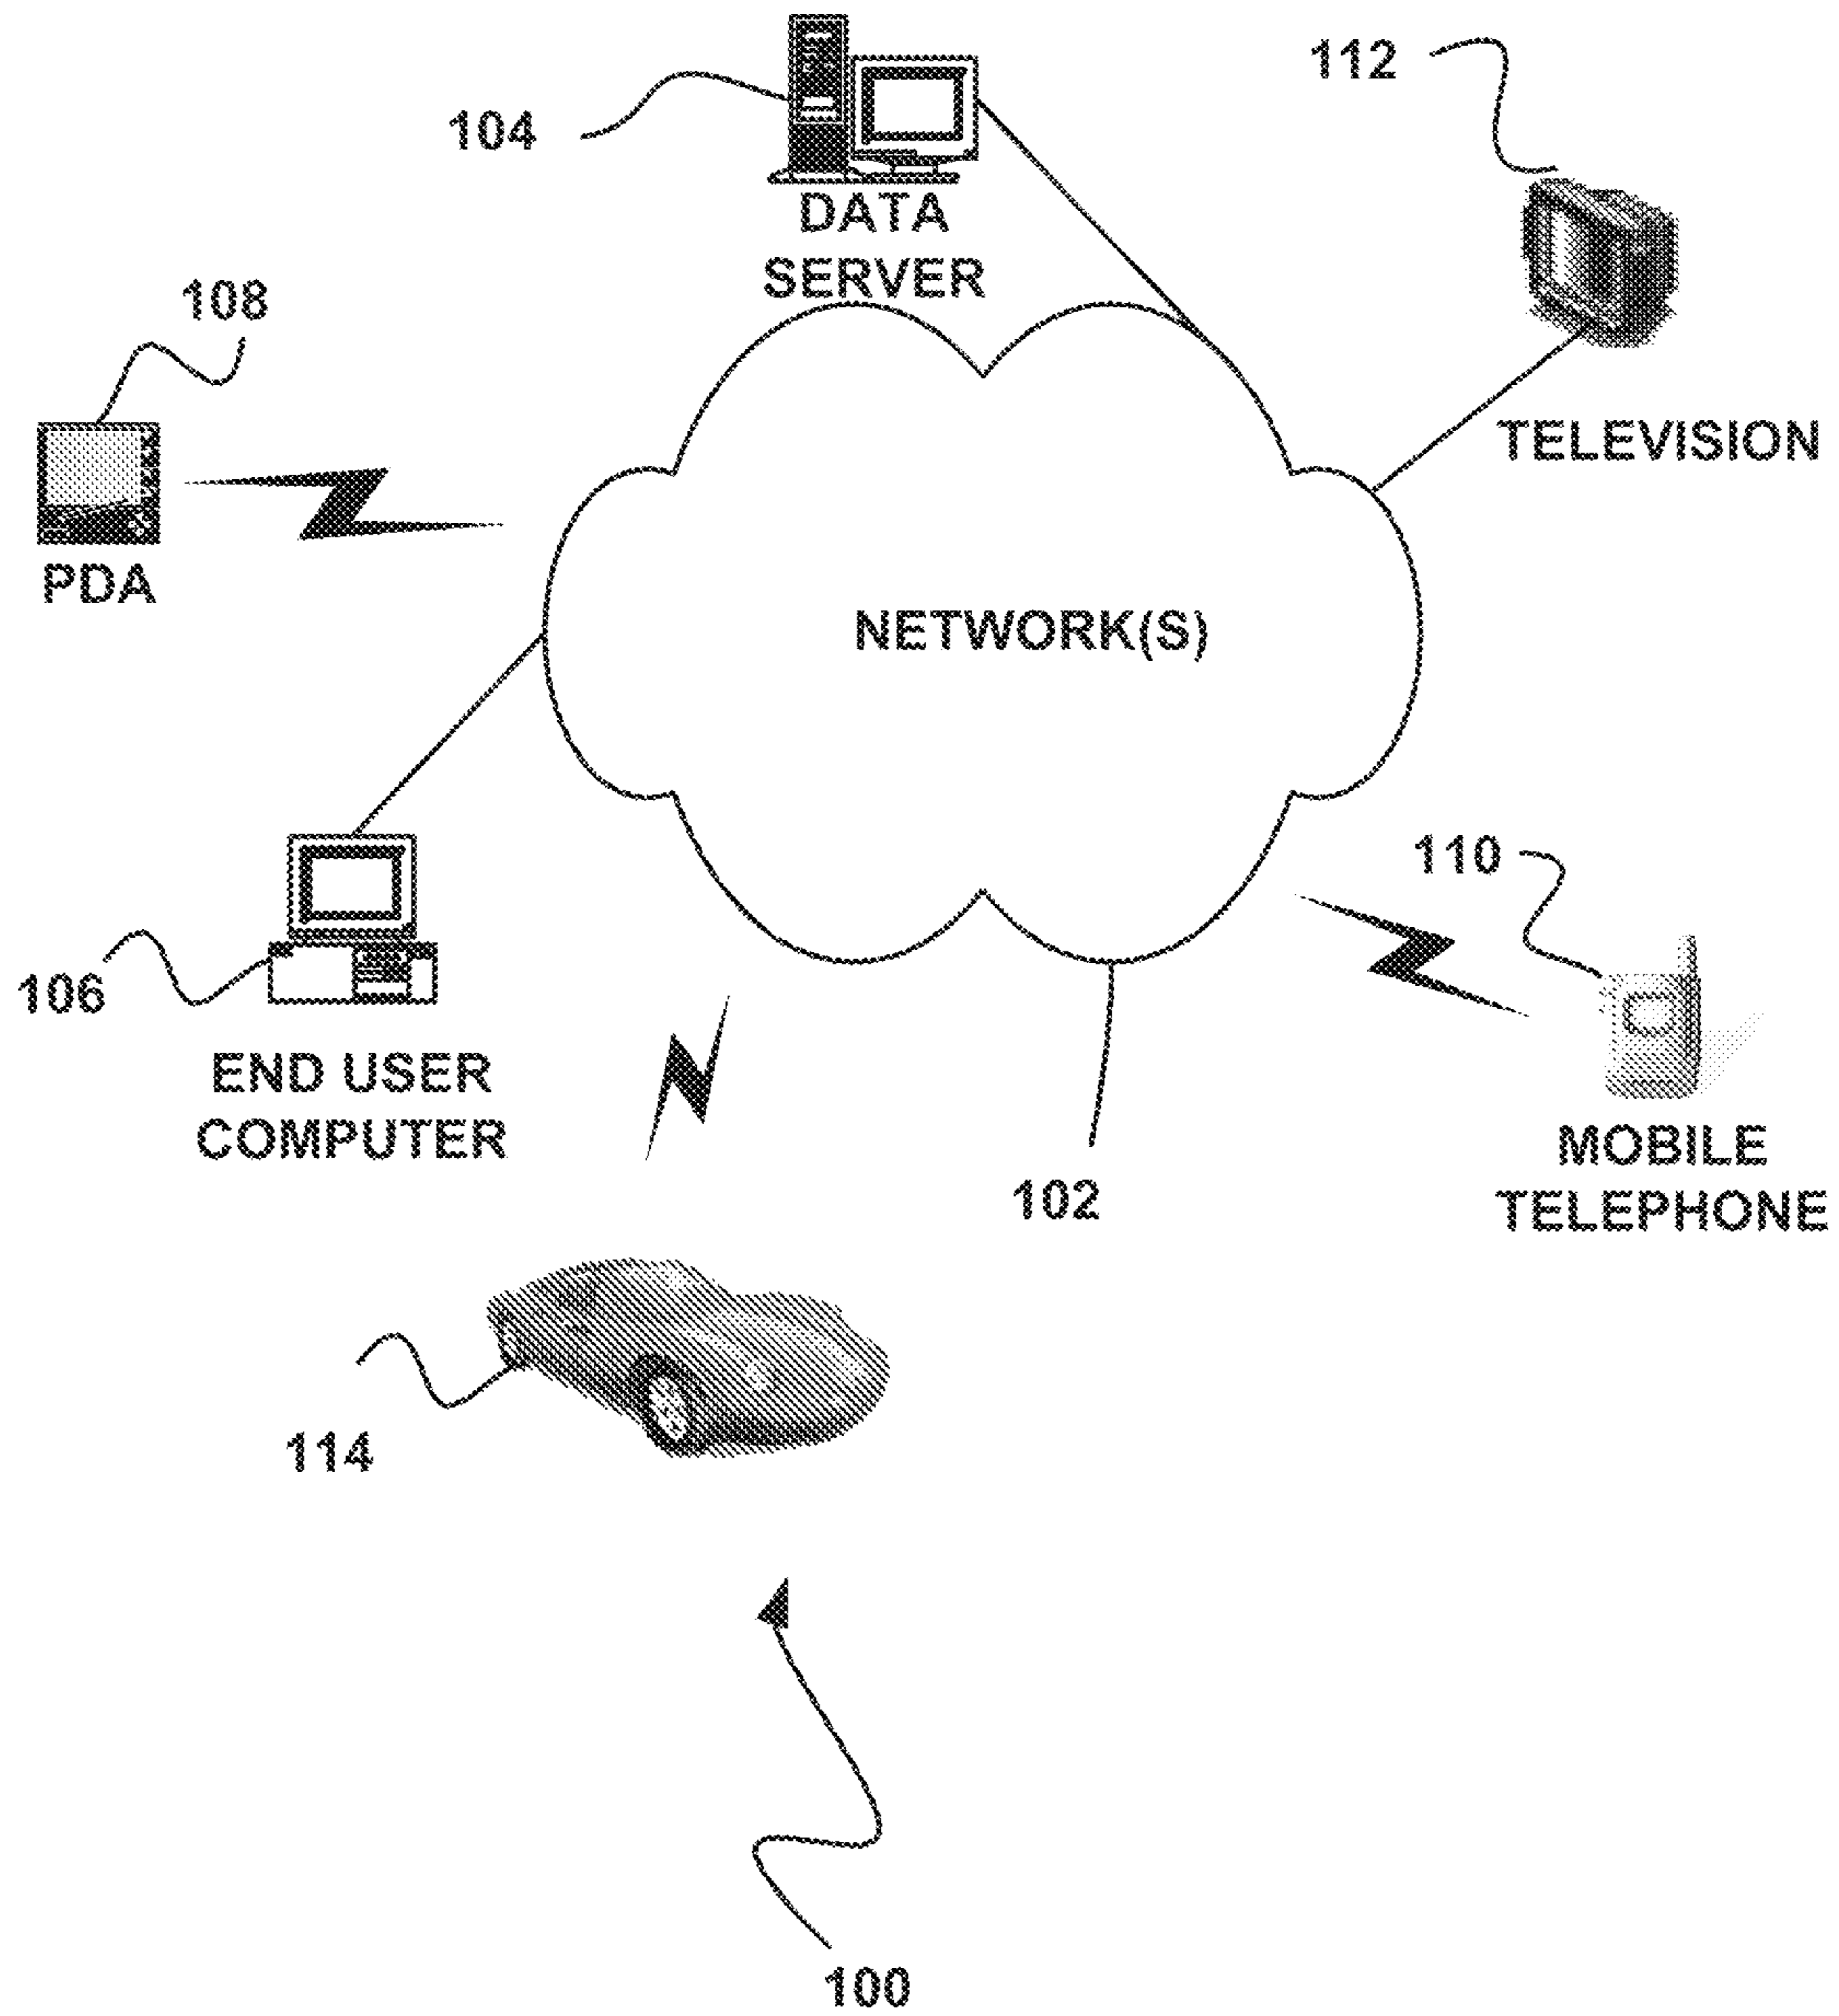 112
104
DATA
SERVER
108
TELEVISION
PDA
NETWORK(S)
110
106
END USER
COMPUTER
MOBILE
TELEPHONE
102
114
100